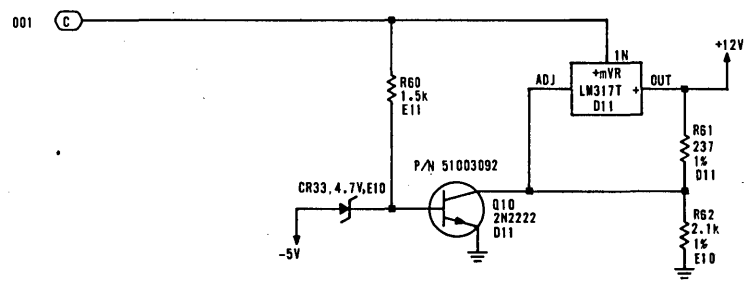 001 C
+12V
1N
+mVR
ADJ LM317T + OUT
D11
R60
1.5k
E11
R61
237
1%
D11
P/N 51003092
CR33,4.7V,E10
Q10
2N2222
D11
R62
2.1k
1%
E10
-5V